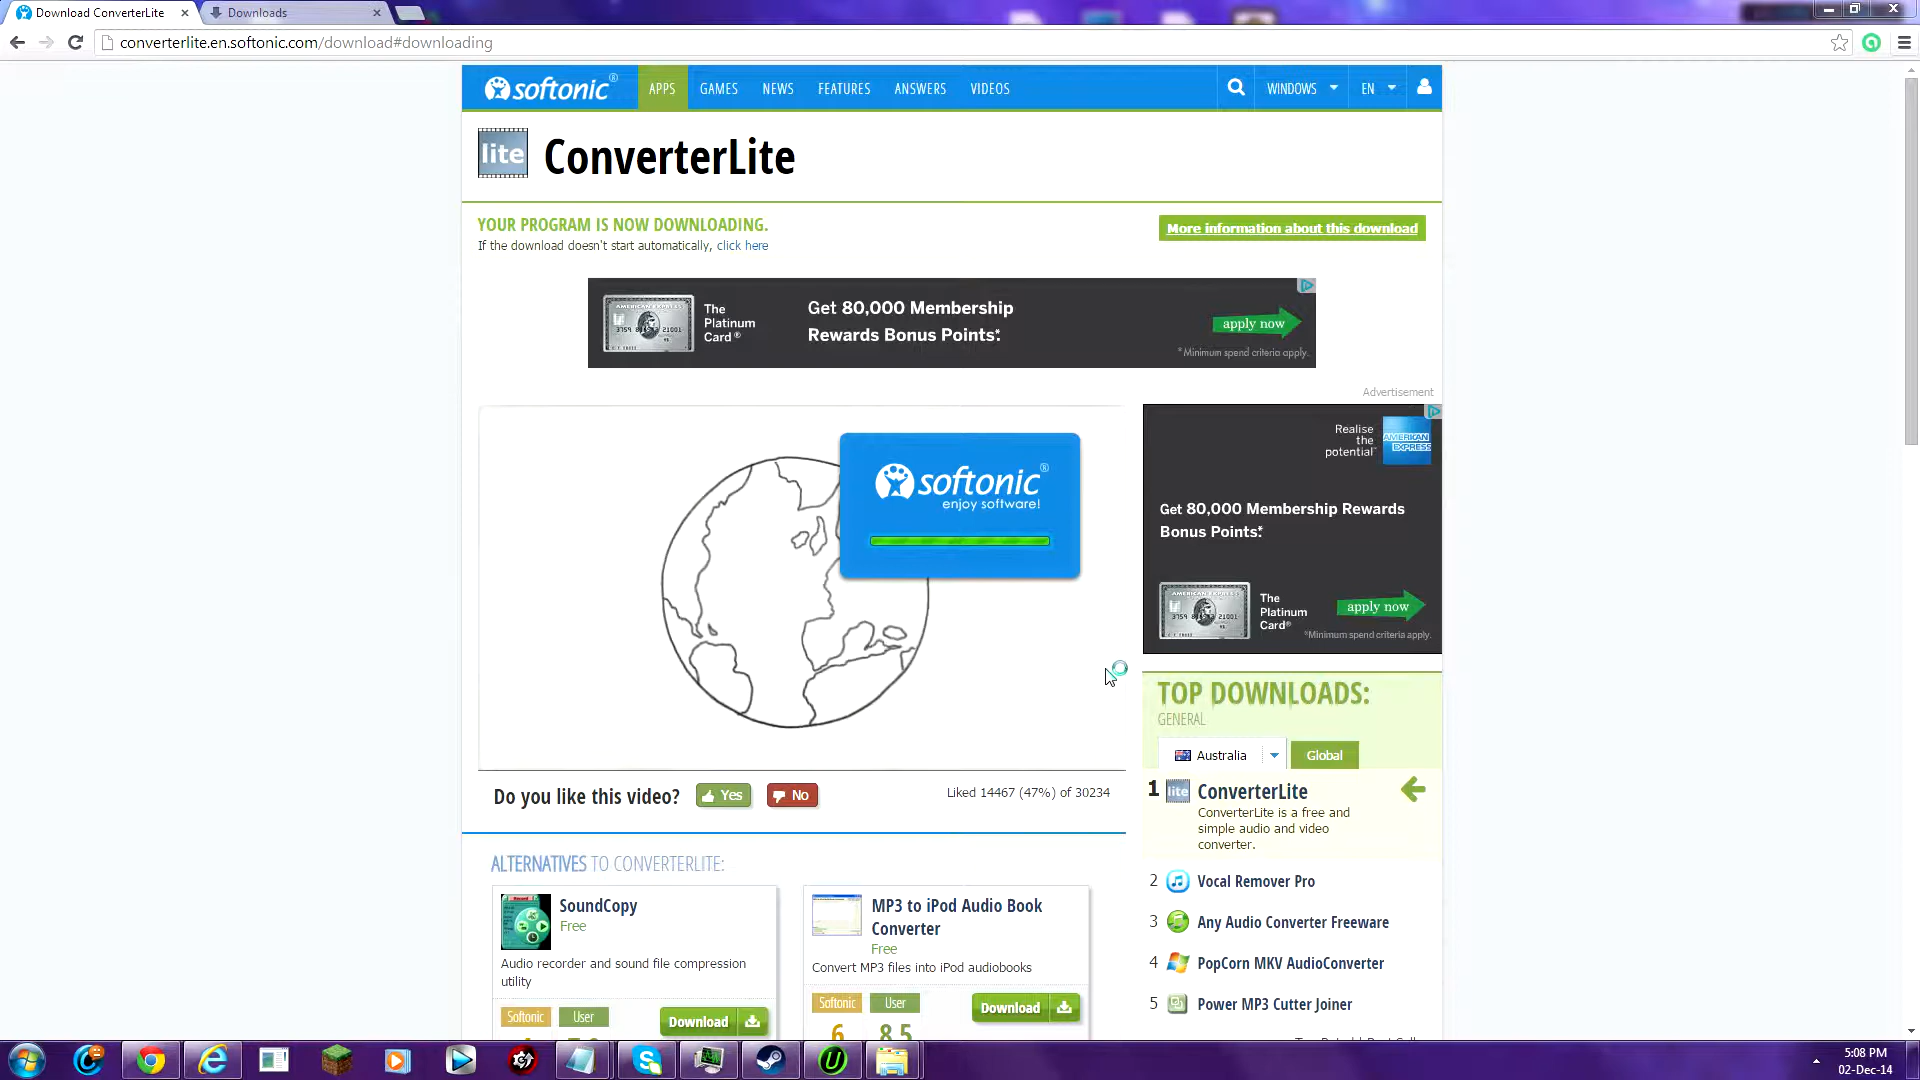 Download ConverterLite
Downloads
converterlite.en.softonic.com/download#downloading
softonic®
APPS
GAMES
NEWS
FEATURES
ANSWERS
VIDEOS
WINDOWS
EN
lite
ConverterLite
YOUR PROGRAM IS NOW DOWNLOADING.
If the download doesn't start automatically, click here
More information about this download
The
Platinum
Card®
Get 80,000 Membership
Rewards Bonus Points.*
apply now
*Minimum spend criteria apply.
Advertisement
softonic®
enjoy software!
Realise
the
potential™
AMERICAN
EXPRESS
Get 80,000 Membership Rewards
Bonus Points.*
The
Platinum
Card®
apply now
*Minimum spend criteria apply.
Do you like this video?
Yes
No
Liked 14467 (47%) of 30234
TOP DOWNLOADS:
GENERAL
Australia
Global
1
lite
ConverterLite
ConverterLite is a free and
simple audio and video
converter.
2 Vocal Remover Pro
3 Any Audio Converter Freeware
4 PopCorn MKV AudioConverter
5 Power MP3 Cutter Joiner
ALTERNATIVES TO CONVERTERLITE:
SoundCopy
Free
Audio recorder and sound file compression
utility
Softonic
User
Download
MP3 to iPod Audio Book
Converter
Free
Convert MP3 files into iPod audiobooks
Softonic
User
6
8.5
Download
5:08 PM
02-Dec-14